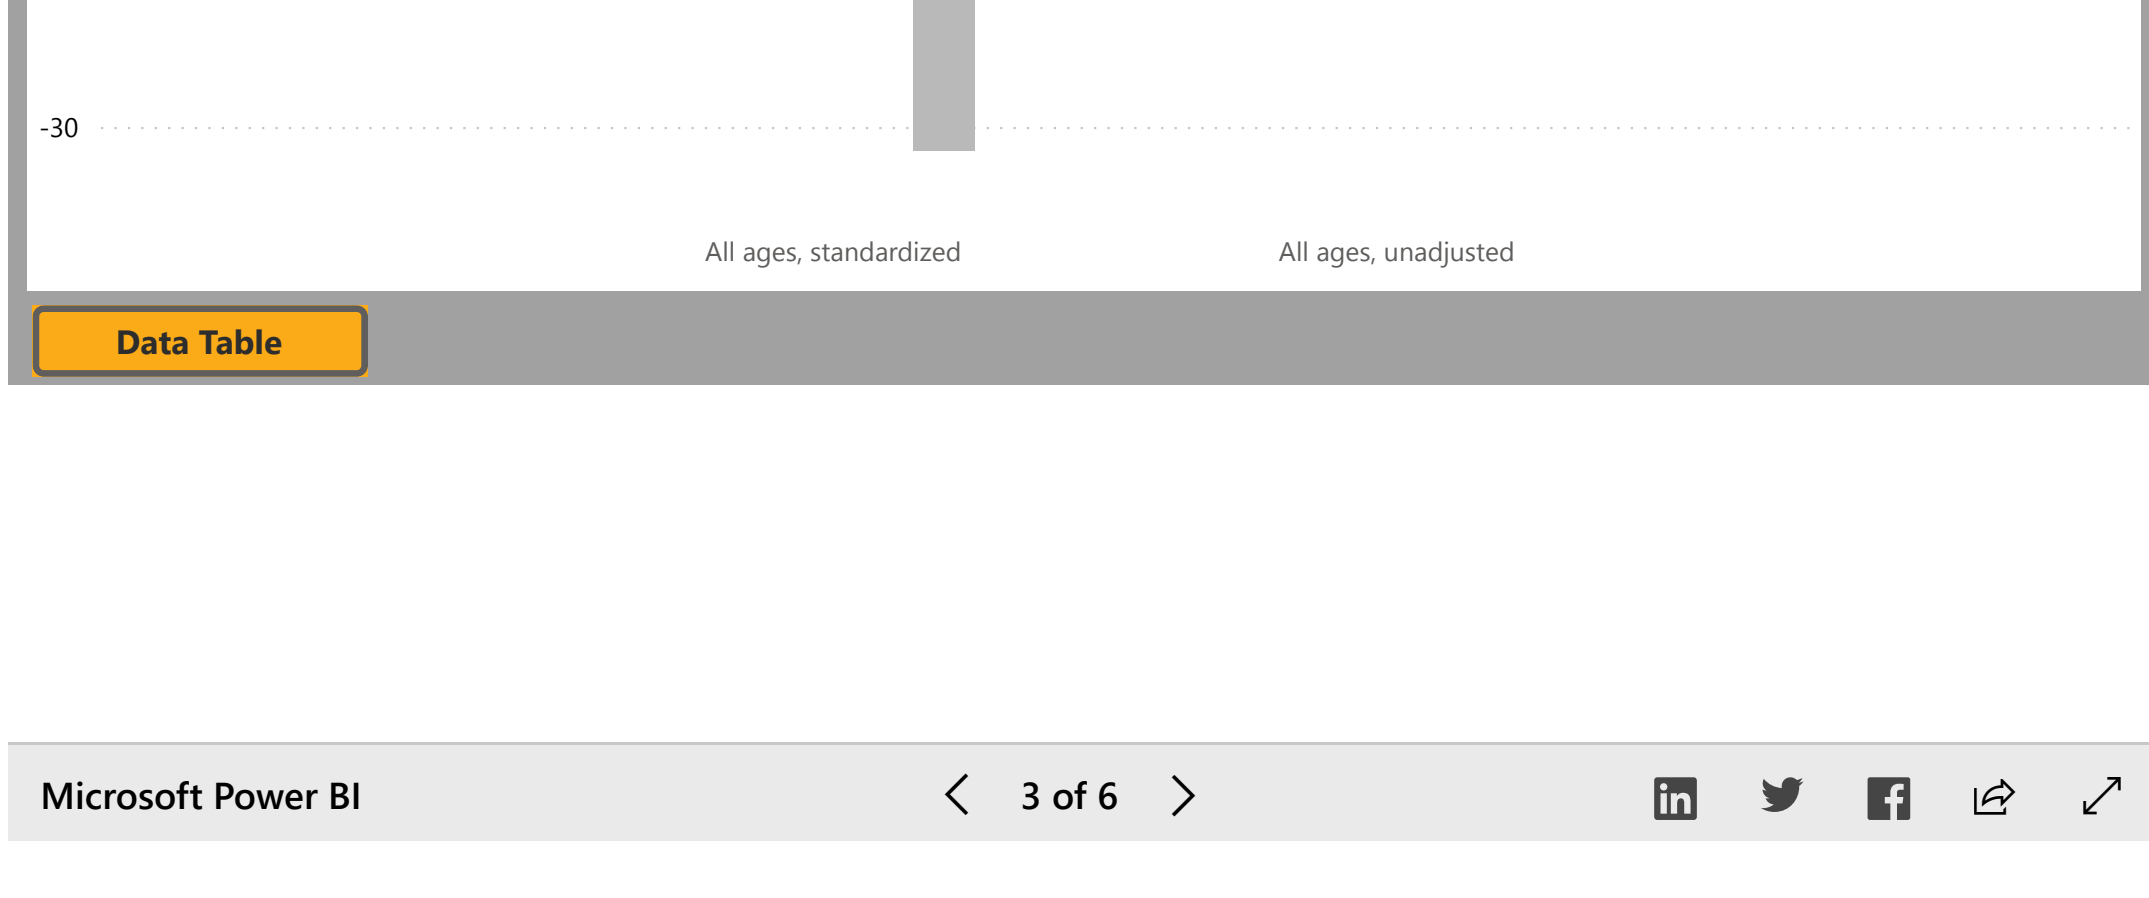 -30
All ages, standardized
All ages, unadjusted
Data Table
Microsoft Power BI
3 of 6